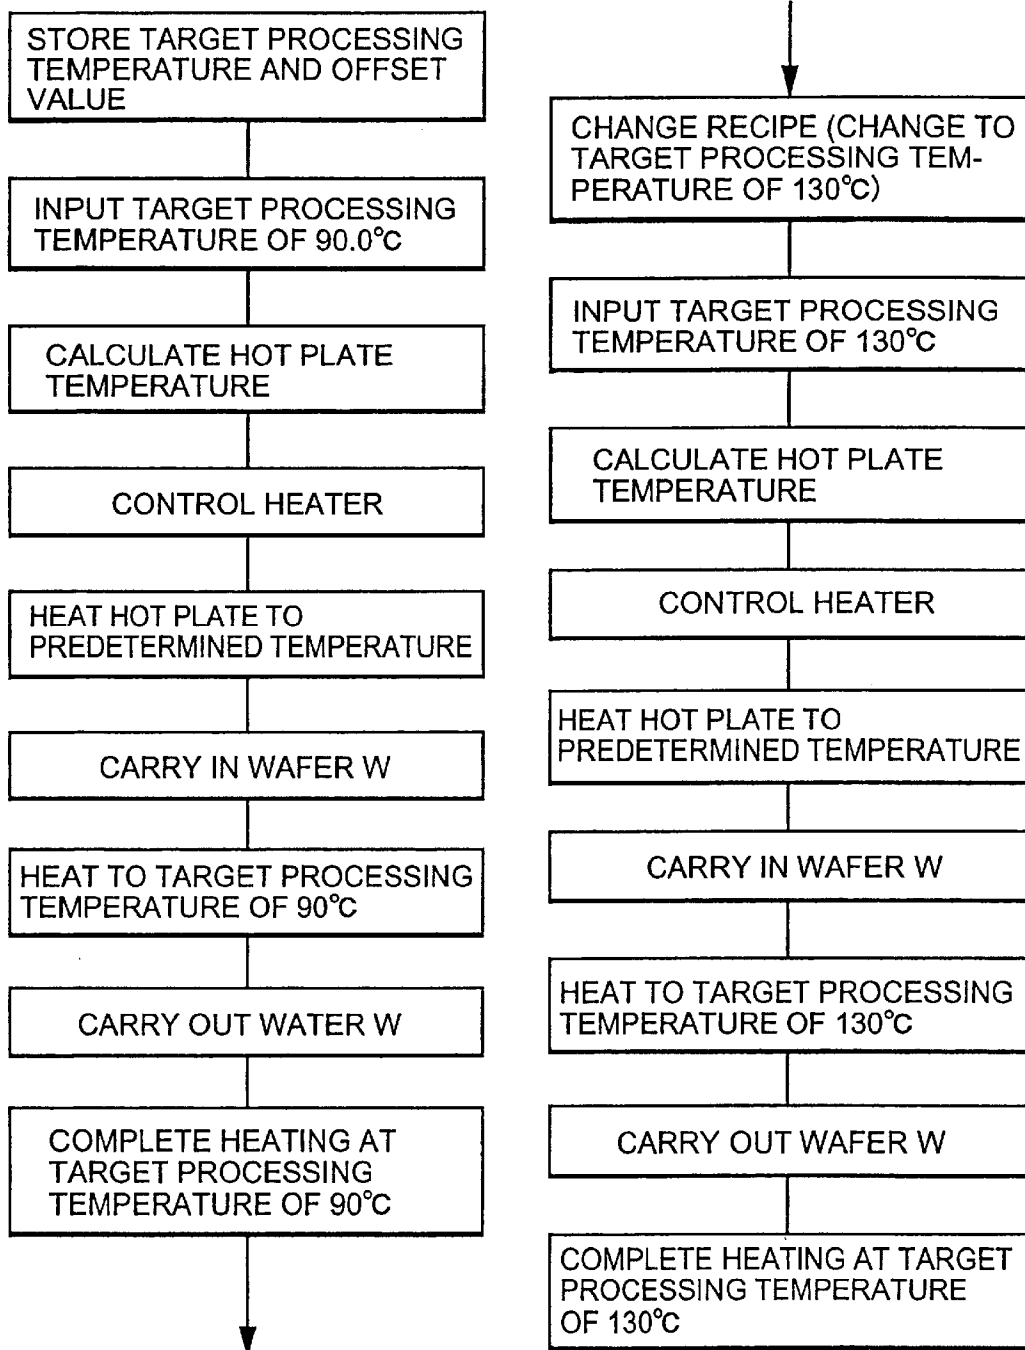 STORE TARGET PROCESSING
TEMPERATURE AND OFFSET
VALUE
INPUT TARGET PROCESSING
TEMPERATURE OF 90.0°C
CALCULATE HOT PLATE
TEMPERATURE
CONTROL HEATER
HEAT HOT PLATE TO
PREDETERMINED TEMPERATURE
CARRY IN WAFER W
HEAT TO TARGET PROCESSING
TEMPERATURE OF 90°C
CARRY OUT WATER W
COMPLETE HEATING AT
TARGET PROCESSING
TEMPERATURE OF 90°C
CHANGE RECIPE (CHANGE TO
TARGET PROCESSING TEM-
PERATURE OF 130°C)
INPUT TARGET PROCESSING
TEMPERATURE OF 130°C
CALCULATE HOT PLATE
TEMPERATURE
CONTROL HEATER
HEAT HOT PLATE TO
PREDETERMINED TEMPERATURE
CARRY IN WAFER W
HEAT TO TARGET PROCESSING
TEMPERATURE OF 130°C
CARRY OUT WAFER W
COMPLETE HEATING AT TARGET
PROCESSING TEMPERATURE
OF 130°C